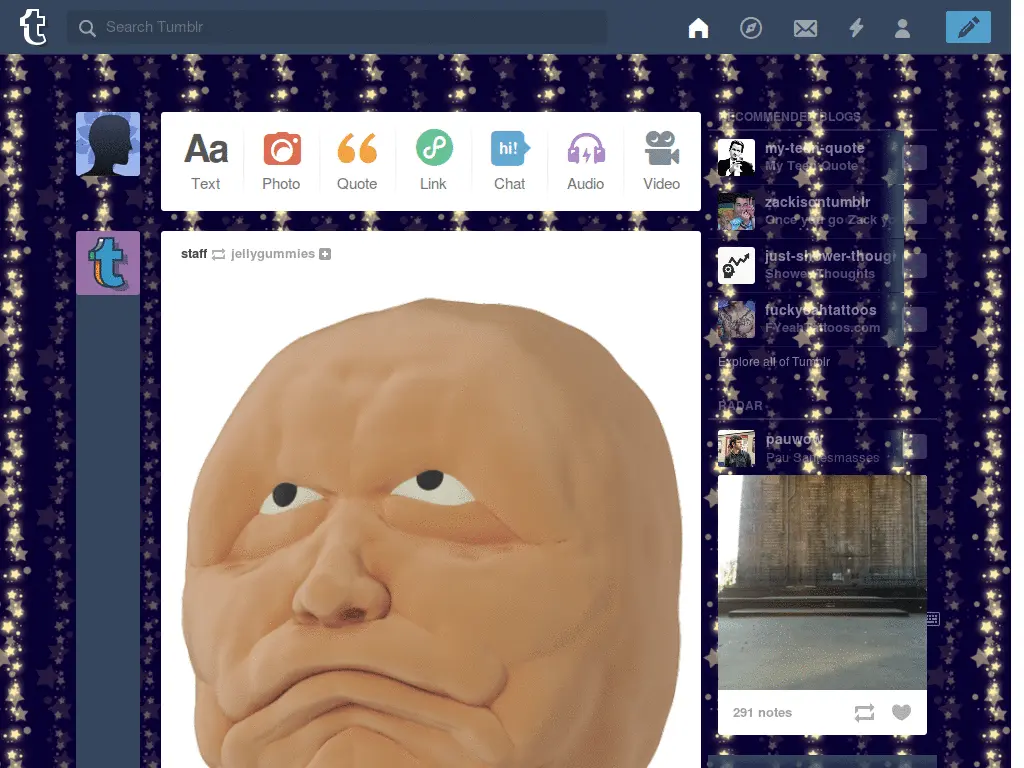 Search Tumblr
Aa
hi!
Text Photo Quote Link Chat Audio Video
staff jellygummies
RECOMMENDED BLOGS
my-teen-quote
My Teen Quote
zackisontumblr
Once you go Zack yo
just-shower-thoug
Shower Thoughts
fuckyeahtattoos
FYeahTattoos.com
Explore all of Tumblr
RADAR
pauwow
Pau Santesmasses
291 notes